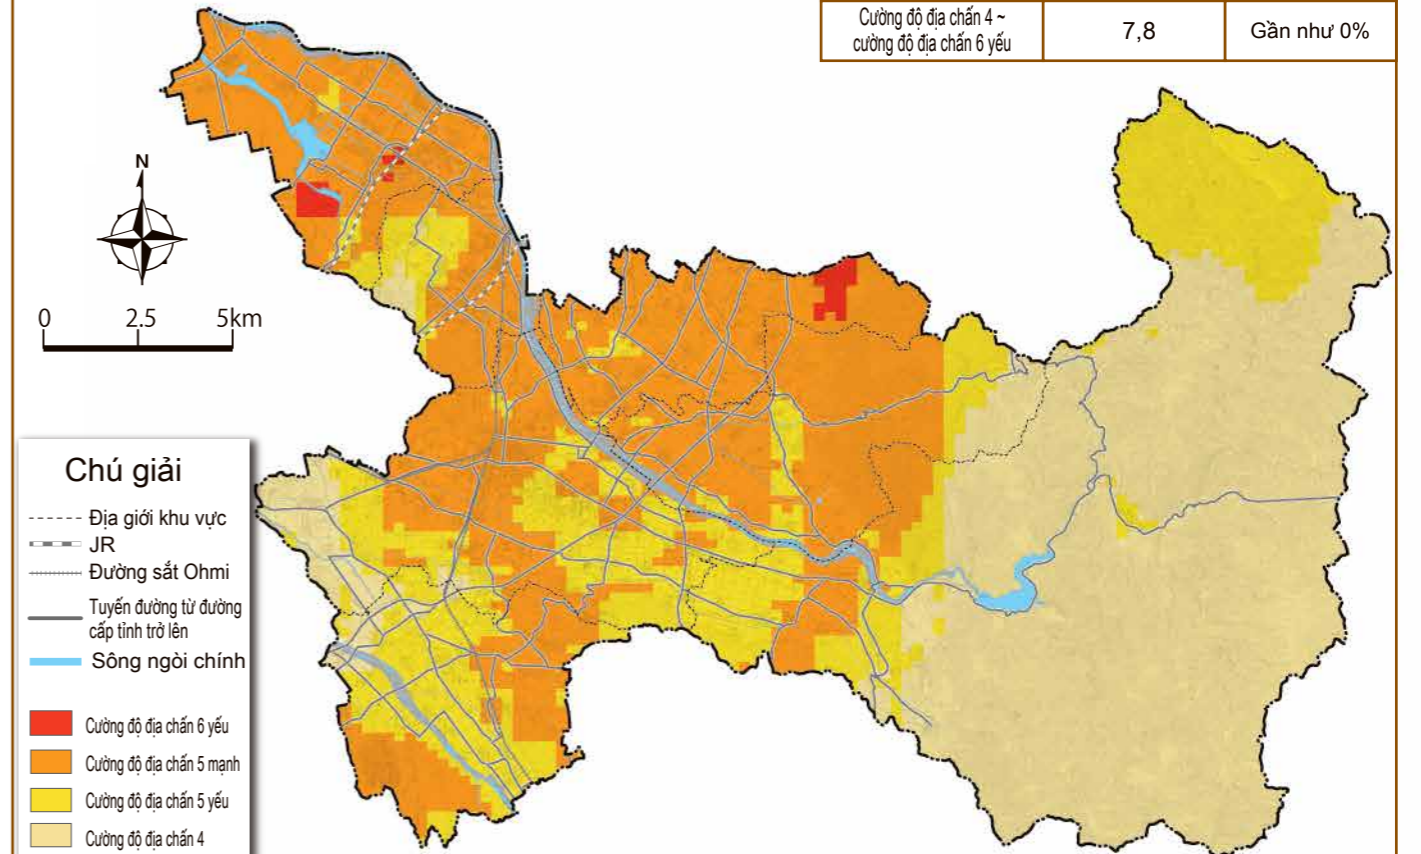 Cường độ địa chấn 4 ~
cường độ địa chấn 6 yếu
7,8
Gần như 0%
N
0 2.5 5km
Chú giải
Địa giới khu vực
JR
Đường sắt Ohmi
Tuyến đường từ đường
cấp tỉnh trở lên
Sông ngòi chính
Cường độ địa chấn 6 yếu
Cường độ địa chấn 5 mạnh
Cường độ địa chấn 5 yếu
Cường độ địa chấn 4